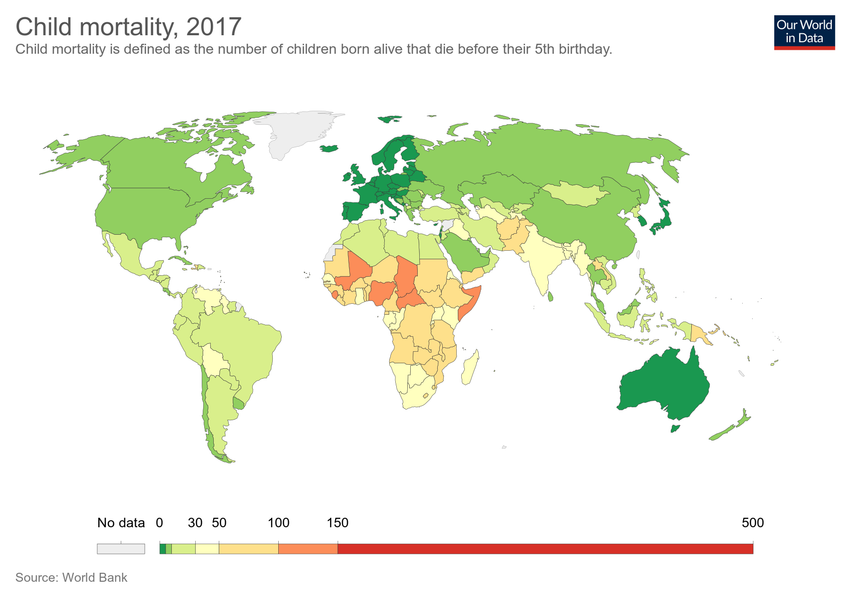 Child mortality, 2017
Child mortality is defined as the number of children born alive that die before their 5th birthday.
Our World
in Data
No data 0 30 50 100 150 500
Source: World Bank